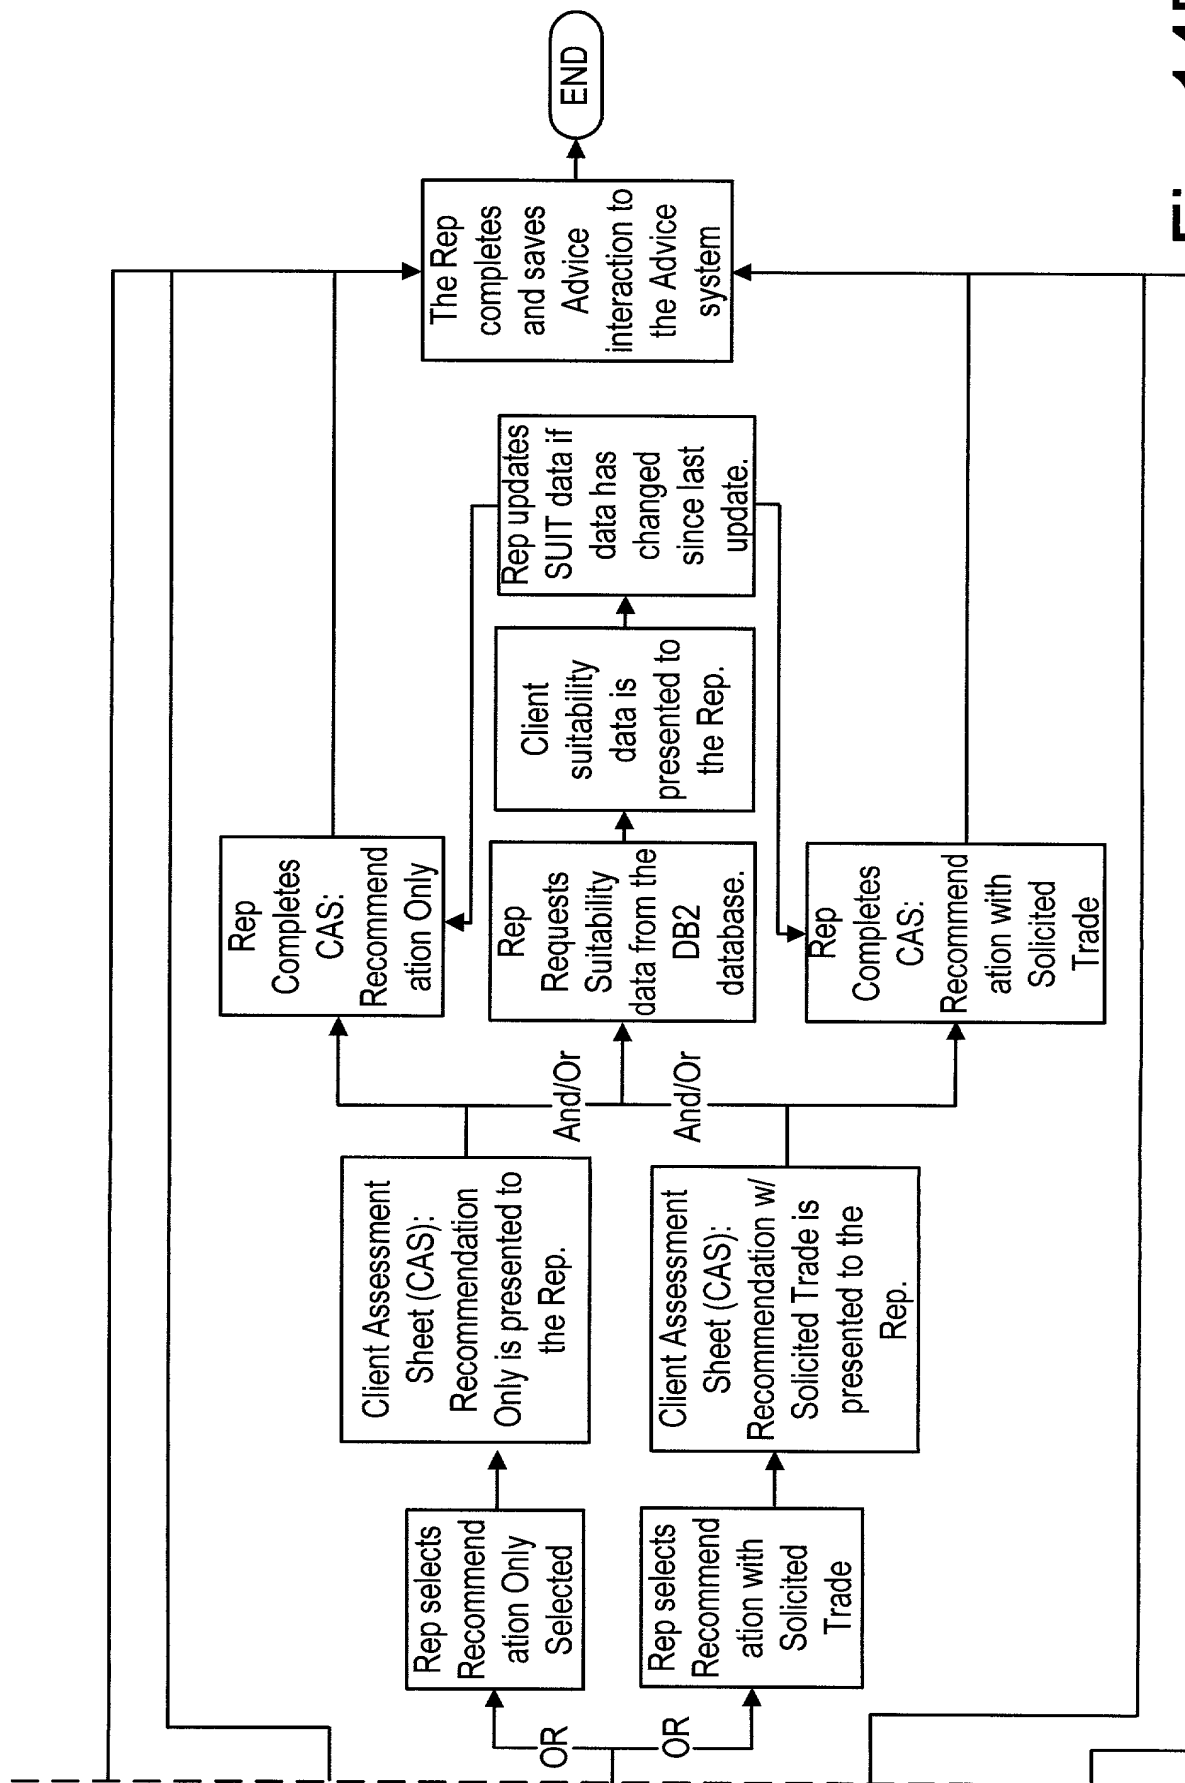 OR
OR
Rep selects
Recommend
ation Only
Selected
Rep selects
Recommend
ation with
Solicited
Trade
Client Assessment
Sheet (CAS):
Recommendation
Only is presented to
the Rep.
Client Assessment
Sheet (CAS):
Recommendation w/
Solicited Trade is
presented to the
Rep.
And/Or
And/Or
Rep
Completes
CAS:
Recommend
ation Only
Rep
Requests
Suitability
data from the
DB2
database.
Rep
Completes
CAS:
Recommend
ation with
Solicited
Trade
Client
suitability
data is
presented to
the Rep.
Rep updates
SUIT data if
data has
changed
since last
update.
The Rep
completes
and saves
Advice
interaction to
the Advice
system
END